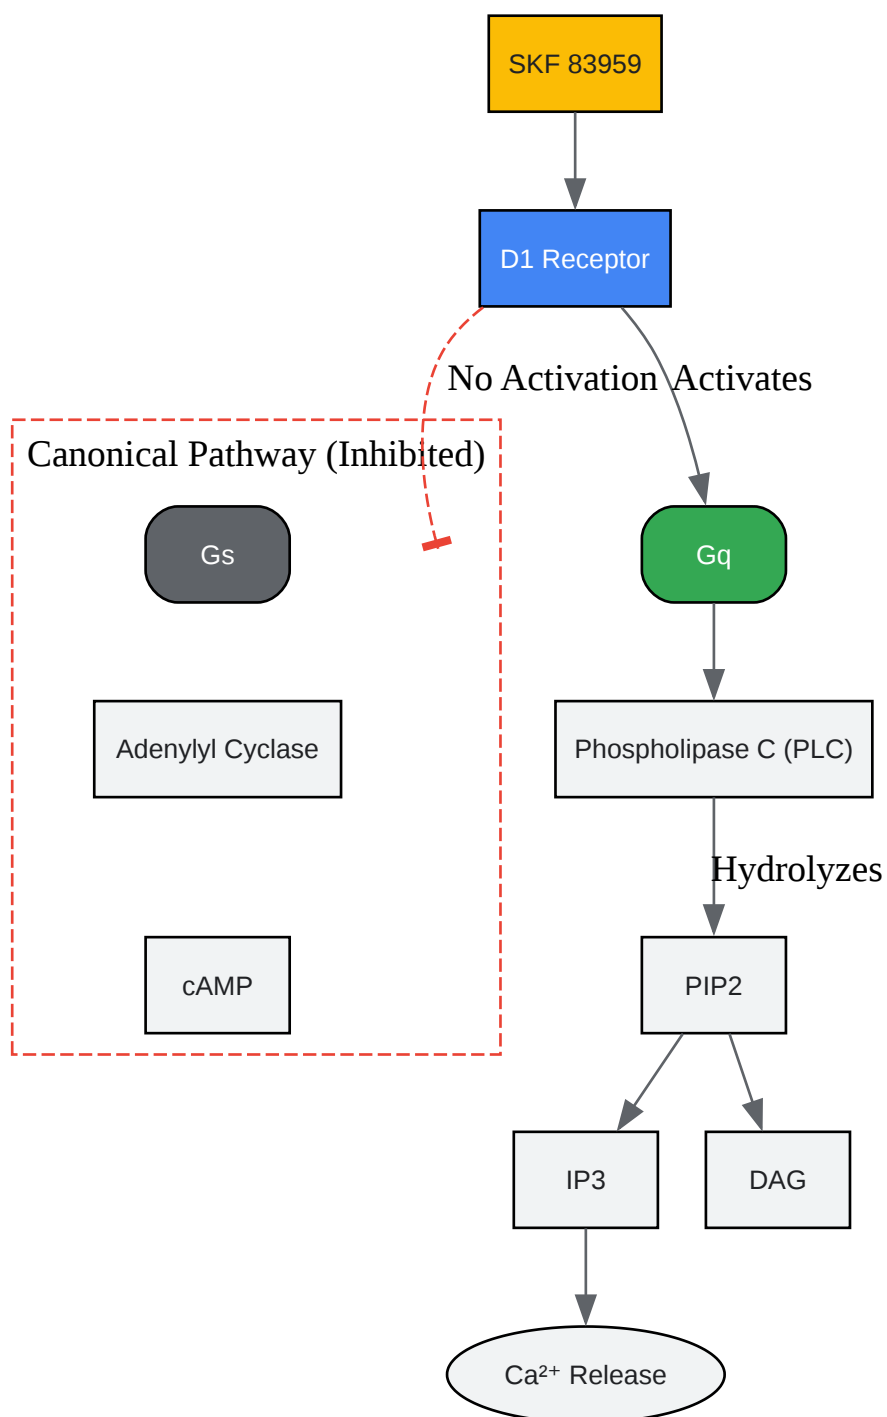 SKF 83959
D1 Receptor
No Activation
Activates
Canonical Pathway (Inhibited)
Gs
Gq
Adenylyl Cyclase
Phospholipase C (PLC)
Hydrolyzes
cAMP
PIP2
IP3
DAG
Ca²⁺ Release